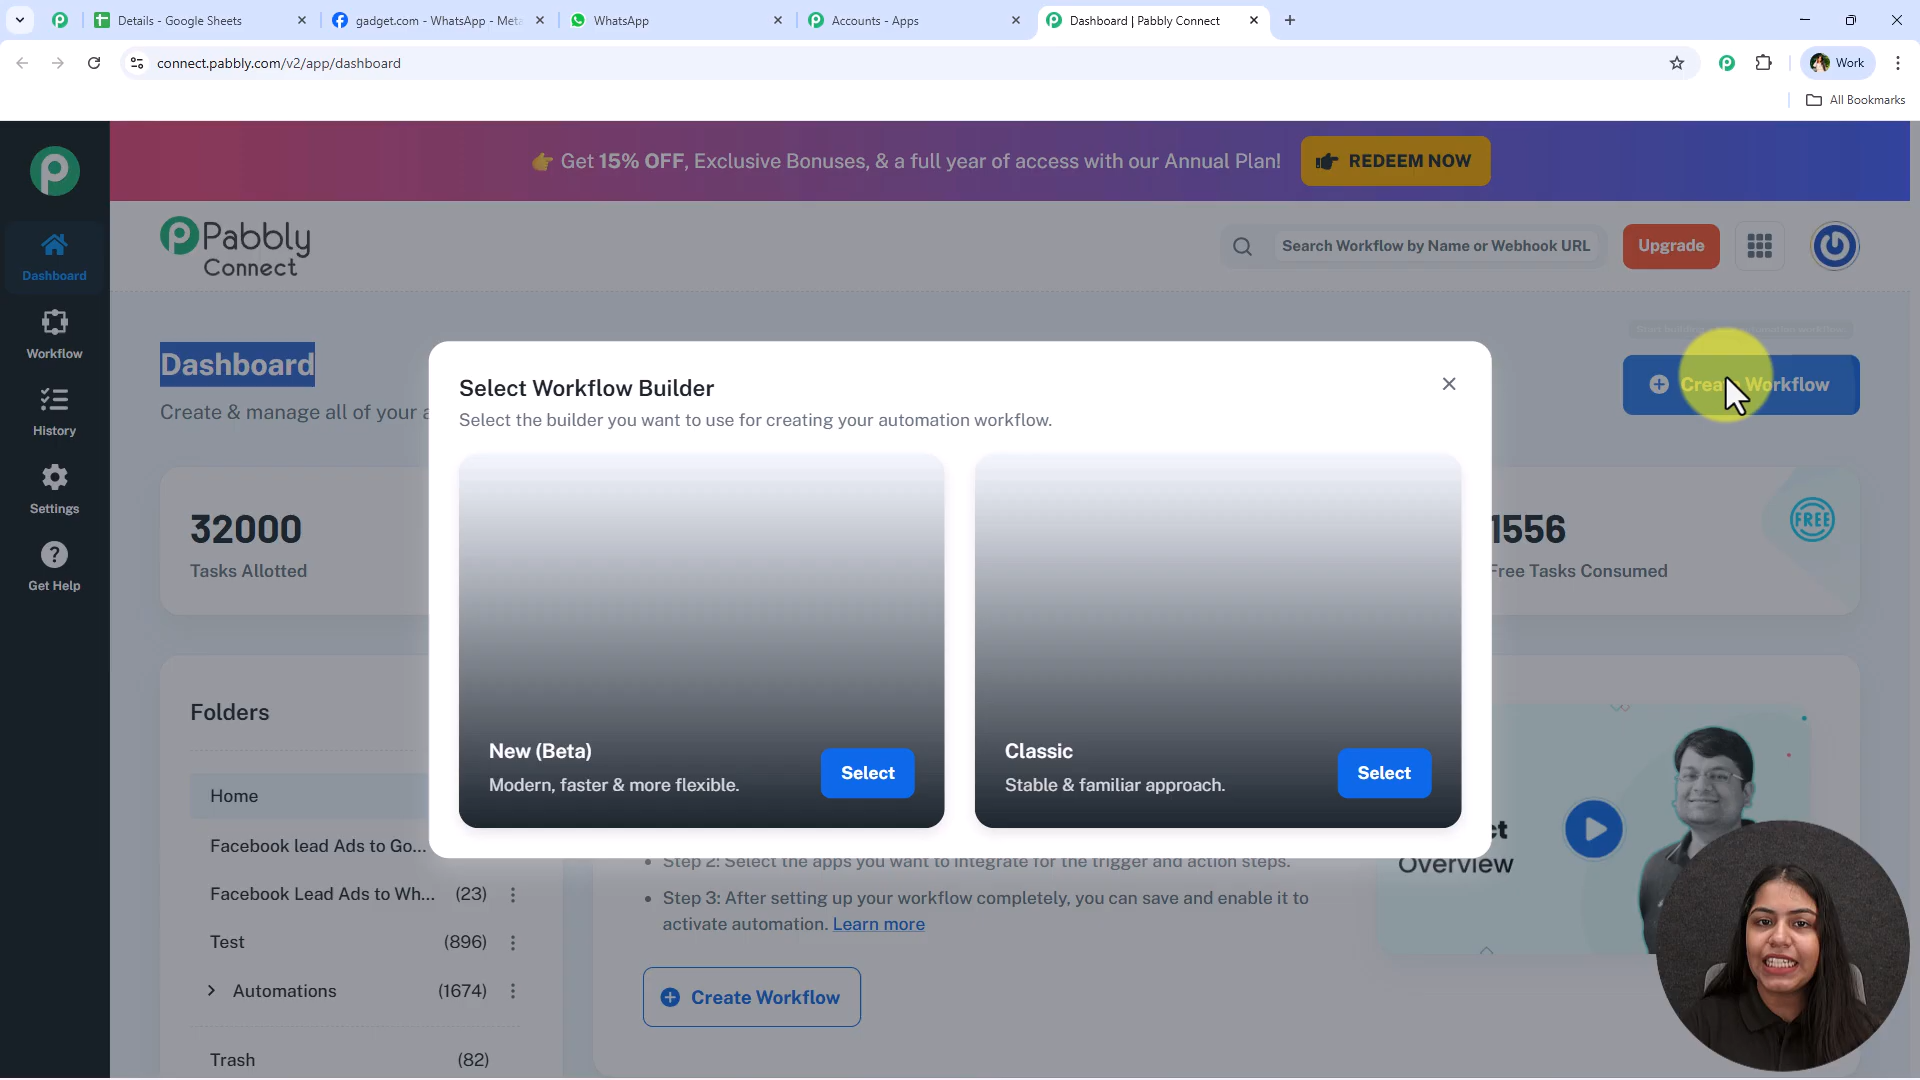 Details - Google Sheets
gadget.com - WhatsApp - Meta
WhatsApp
Accounts - Apps
Dashboard | Pabbly Connect
connect.pabbly.com/v2/app/dashboard
Work
All Bookmarks
Get 15% OFF, Exclusive Bonuses, & a full year of access with our Annual Plan!
REDEEM NOW
Pabbly
Connect
Search Workflow by Name or Webhook URL
Upgrade
Dashboard
Workflow
History
Settings
Get Help
Dashboard
Create & manage all of your a
Create Workflow
Select Workflow Builder
Select the builder you want to use for creating your automation workflow.
New (Beta)
Modern, faster & more flexible.
Select
Classic
Stable & familiar approach.
Select
32000
Tasks Allotted
1556
Free Tasks Consumed
FREE
Folders
Home
Facebook lead Ads to Go...
Facebook Lead Ads to Wh... (23)
Test (896)
Automations (1674)
Trash (82)
Step 2: Select the apps you want to integrate for the trigger and action steps.
Step 3: After setting up your workflow completely, you can save and enable it to
activate automation. Learn more
Create Workflow
ct
Overview